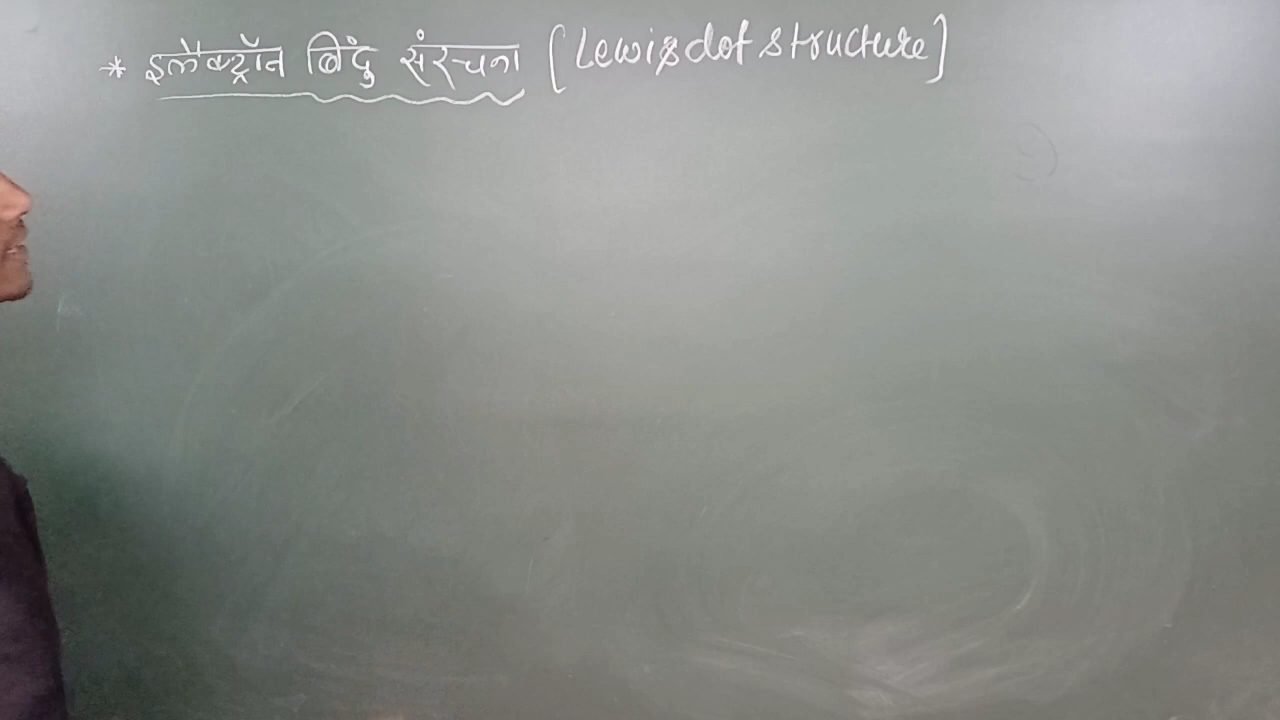 * इलैक्ट्रॉन बिंदु संरचना [Lewis dot structure]